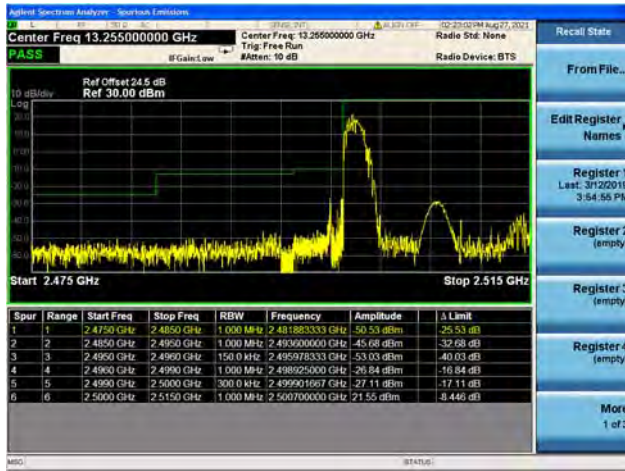 Agilent Spectrum Analyzer - Spurious Emissions
L RF 50 Ω AC SENSE:INT ALIGN OFF 02:23:02 PM Aug 27, 2021
Center Freq 13.255000000 GHz
Center Freq: 13.255000000 GHz
Radio Std: None
Trig: Free Run
PASS
IFGain:Low
#Atten: 10 dB
Radio Device: BTS
Ref Offset 24.5 dB
10 dB/div Ref 30.00 dBm
Log
Start 2.475 GHz
Stop 2.515 GHz
Spur Range Start Freq Stop Freq RBW Frequency Amplitude Δ Limit
1 1 2.4750 GHz 2.4850 GHz 1.000 MHz 2.481883333 GHz -50.53 dBm -25.53 dB
2 2 2.4850 GHz 2.4950 GHz 1.000 MHz 2.493600000 GHz -45.68 dBm -32.68 dB
3 3 2.4950 GHz 2.4960 GHz 150.0 kHz 2.495978333 GHz -53.03 dBm -40.03 dB
4 4 2.4960 GHz 2.4990 GHz 1.000 MHz 2.498925000 GHz -26.84 dBm -16.84 dB
5 5 2.4990 GHz 2.5000 GHz 300.0 kHz 2.499901667 GHz -27.11 dBm -17.11 dB
6 6 2.5000 GHz 2.5150 GHz 1.000 MHz 2.500700000 GHz 21.55 dBm -8.446 dB
MSG
STATUS
Recall State
From File...
Edit Register
Names
Register 1
Last: 3/12/2019
3:54:55 PM
Register 2
(empty
Register 3
(empty
Register 4
(empty
More
1 of